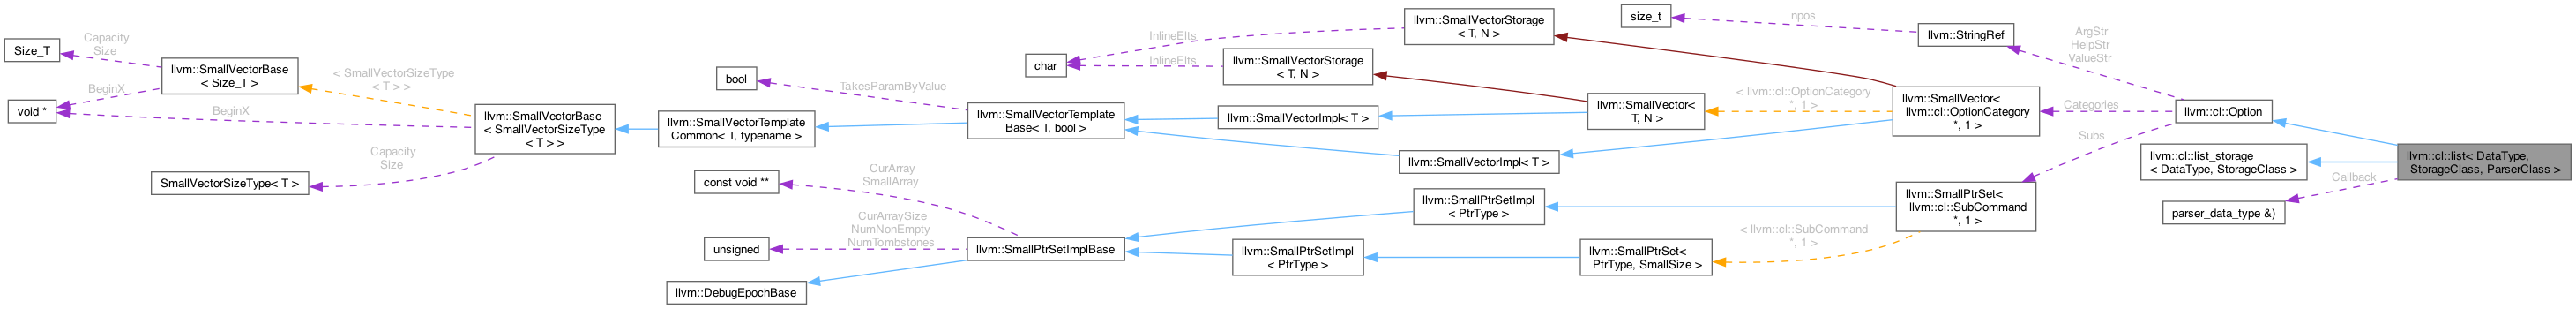 Size_T
void *
Capacity
Size
BeginX
llvm::SmallVectorBase
< Size_T >
< SmallVectorSizeType
< T > >
BeginX
Capacity
Size
SmallVectorSizeType< T >
llvm::SmallVectorBase
< SmallVectorSizeType
< T > >
llvm::SmallVectorTemplate
Common< T, typename >
bool
TakesParamByValue
const void **
CurArray
SmallArray
unsigned
CurArraySize
NumNonEmpty
NumTombstones
llvm::DebugEpochBase
llvm::SmallVectorTemplate
Base< T, bool >
llvm::SmallPtrSetImplBase
char
InlineElts
InlineElts
llvm::SmallVectorStorage
< T, N >
llvm::SmallVectorStorage
< T, N >
llvm::SmallVectorImpl< T >
llvm::SmallVectorImpl< T >
llvm::SmallPtrSetImpl
< PtrType >
llvm::SmallPtrSetImpl
< PtrType >
size_t
npos
llvm::SmallVector<
T, N >
< llvm::cl::OptionCategory
*, 1 >
llvm::SmallPtrSet<
PtrType, SmallSize >
< llvm::cl::SubCommand
*, 1 >
llvm::StringRef
llvm::SmallVector<
llvm::cl::OptionCategory
*, 1 >
llvm::SmallPtrSet<
llvm::cl::SubCommand
*, 1 >
ArgStr
HelpStr
ValueStr
Categories
Subs
llvm::cl::Option
llvm::cl::list_storage
< DataType, StorageClass >
parser_data_type &)
Callback
llvm::cl::list< DataType,
StorageClass, ParserClass >